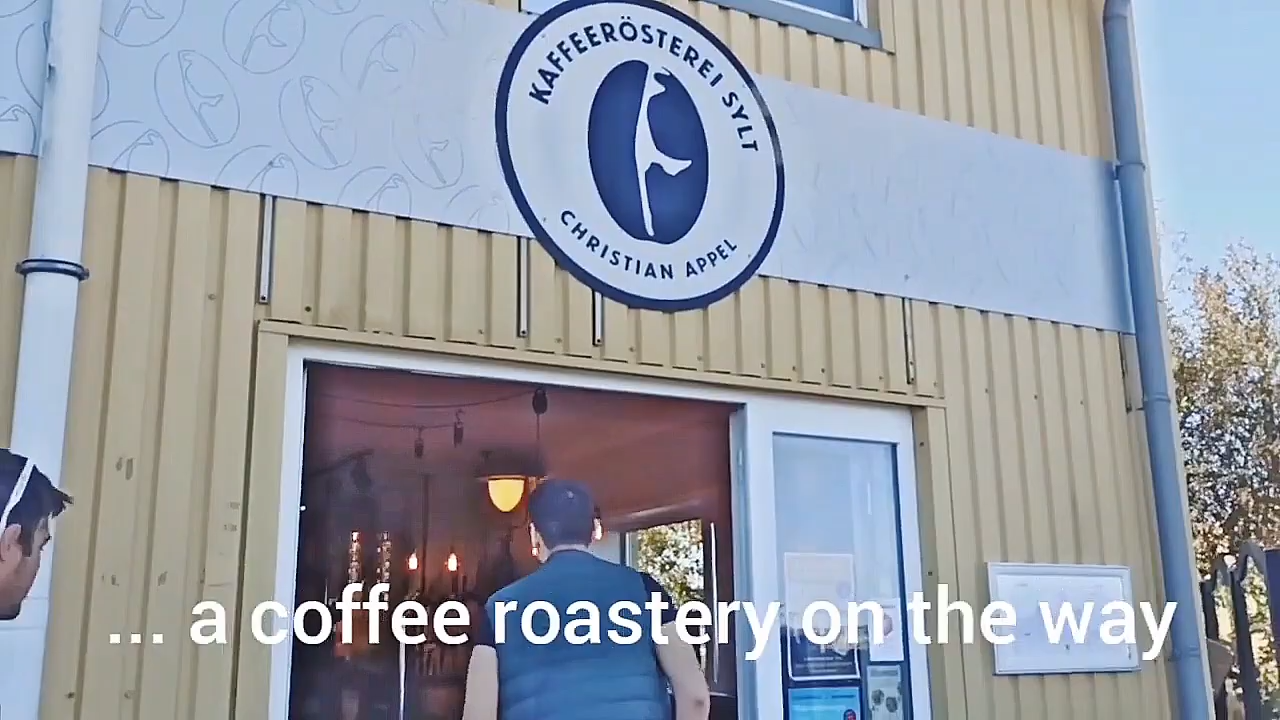 KAFFEERÖSTEREI SYLT
CHRISTIAN APPEL
... a coffee roastery on the way